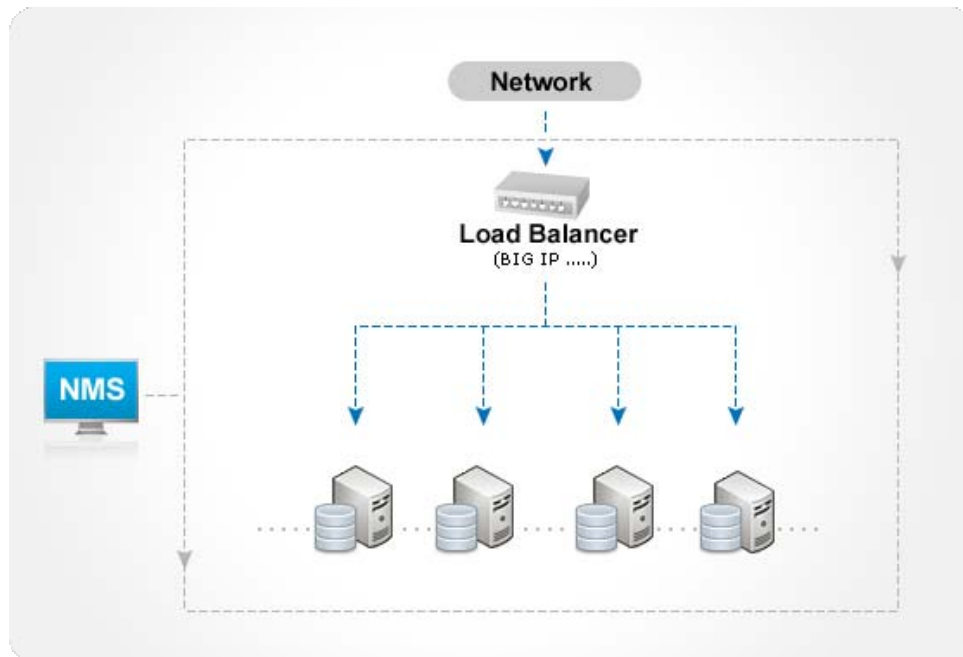 Network
Load Balancer
(BIG IP .....)
NMS